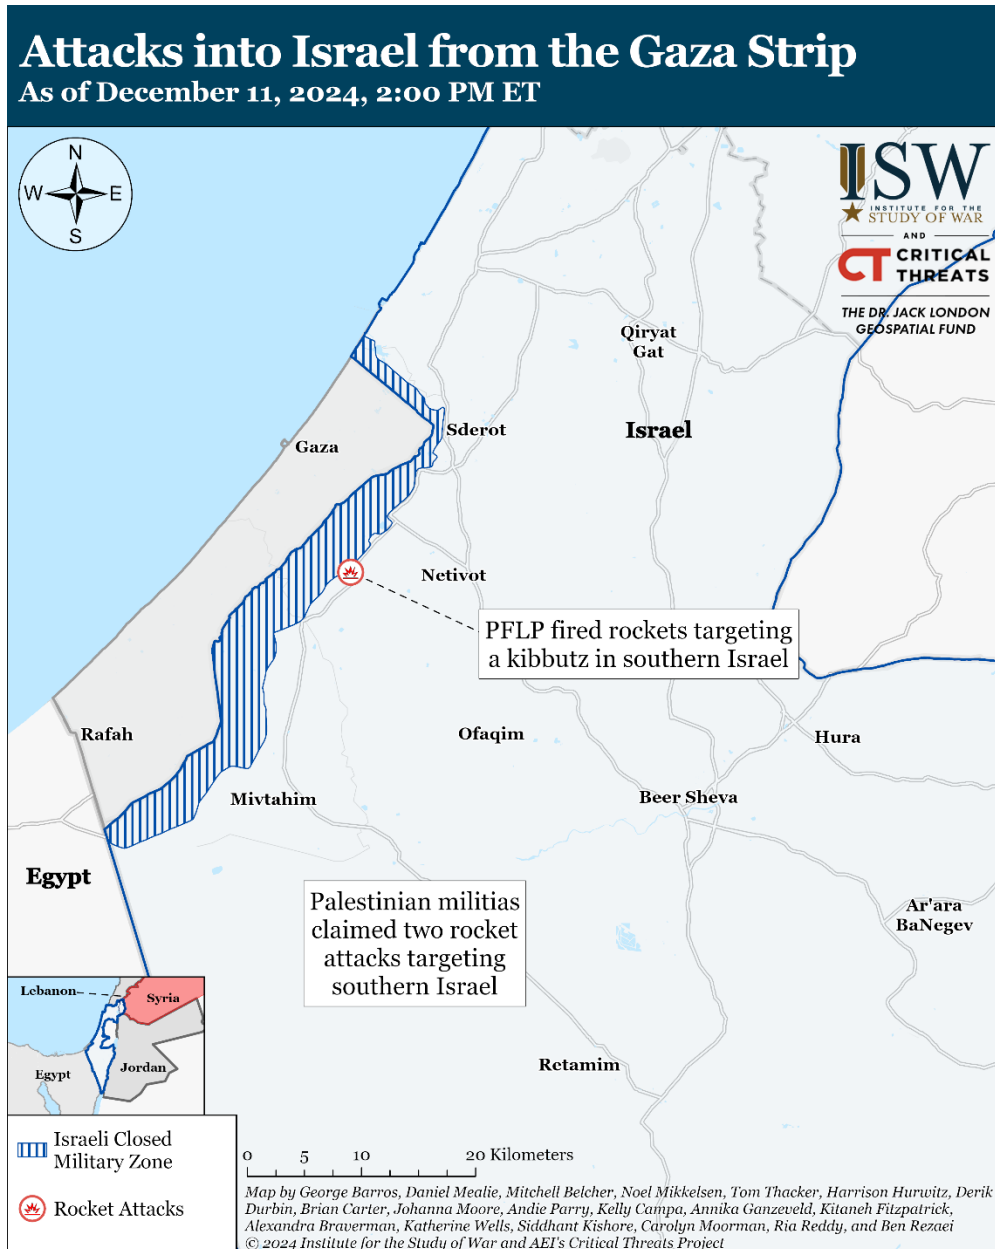 Attacks into Israel from the Gaza Strip
As of December 11, 2024, 2:00 PM ET
N
W E
S
ISW
INSTITUTE FOR THE
STUDY OF WAR
AND
CT CRITICAL
THREATS
THE DR. JACK LONDON
GEOSPATIAL FUND
Qiryat
Gat
Sderot
Israel
Gaza
Netivot
PFLP fired rockets targeting
a kibbutz in southern Israel
Rafah
Ofaqim
Hura
Mivtahim
Beer Sheva
Egypt
Palestinian militias
claimed two rocket
attacks targeting
southern Israel
Ar'ara
BaNegev
Lebanon
Syria
Egypt
Jordan
Retamim
Israeli Closed
Military Zone
Rocket Attacks
0 5 10 20 Kilometers
Map by George Barros, Daniel Mealie, Mitchell Belcher, Noel Mikkelsen, Tom Thacker, Harrison Hurwitz, Derik
Durbin, Brian Carter, Johanna Moore, Andie Parry, Kelly Campa, Annika Ganzeveld, Kitaneh Fitzpatrick,
Alexandra Braverman, Katherine Wells, Siddhant Kishore, Carolyn Moorman, Ria Reddy, and Ben Rezaei
© 2024 Institute for the Study of War and AEI's Critical Threats Project